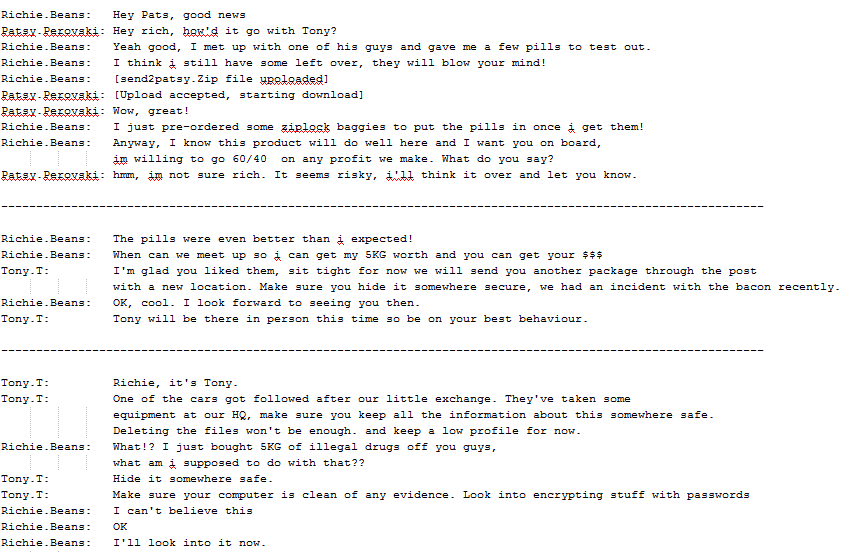 Richie.Beans: Hey Pats, good news
Patsy.Perovski: Hey rich, how'd it go with Tony?
Richie.Beans: Yeah good, I met up with one of his guys and gave me a few pills to test out.
Richie.Beans: I think i still have some left over, they will blow your mind!
Richie.Beans: [send2patsy.Zip file upoloaded]
Patsy.Perovski: [Upload accepted, starting download]
Patsy.Perovski: Wow, great!
Richie.Beans: I just pre-ordered some ziplock baggies to put the pills in once i get them!
Richie.Beans: Anyway, I know this product will do well here and I want you on board,
im willing to go 60/40 on any profit we make. What do you say?
Patsy.Perovski: hmm, im not sure rich. It seems risky, i'll think it over and let you know.
--------------------------------------------------------------------------------------------------------------
Richie.Beans: The pills were even better than i expected!
Richie.Beans: When can we meet up so i can get my 5KG worth and you can get your $$$
Tony.T: I'm glad you liked them, sit tight for now we will send you another package through the post
with a new location. Make sure you hide it somewhere secure, we had an incident with the bacon recently.
Richie.Beans: OK, cool. I look forward to seeing you then.
Tony.T: Tony will be there in person this time so be on your best behaviour.
--------------------------------------------------------------------------------------------------------------
Tony.T: Richie, it's Tony.
Tony.T: One of the cars got followed after our little exchange. They've taken some
equipment at our HQ, make sure you keep all the information about this somewhere safe.
Deleting the files won't be enough. and keep a low profile for now.
Richie.Beans: What!? I just bought 5KG of illegal drugs off you guys,
what am i supposed to do with that??
Tony.T: Hide it somewhere safe.
Tony.T: Make sure your computer is clean of any evidence. Look into encrypting stuff with passwords
Richie.Beans: I can't believe this
Richie.Beans: OK
Richie.Beans: I'll look into it now.